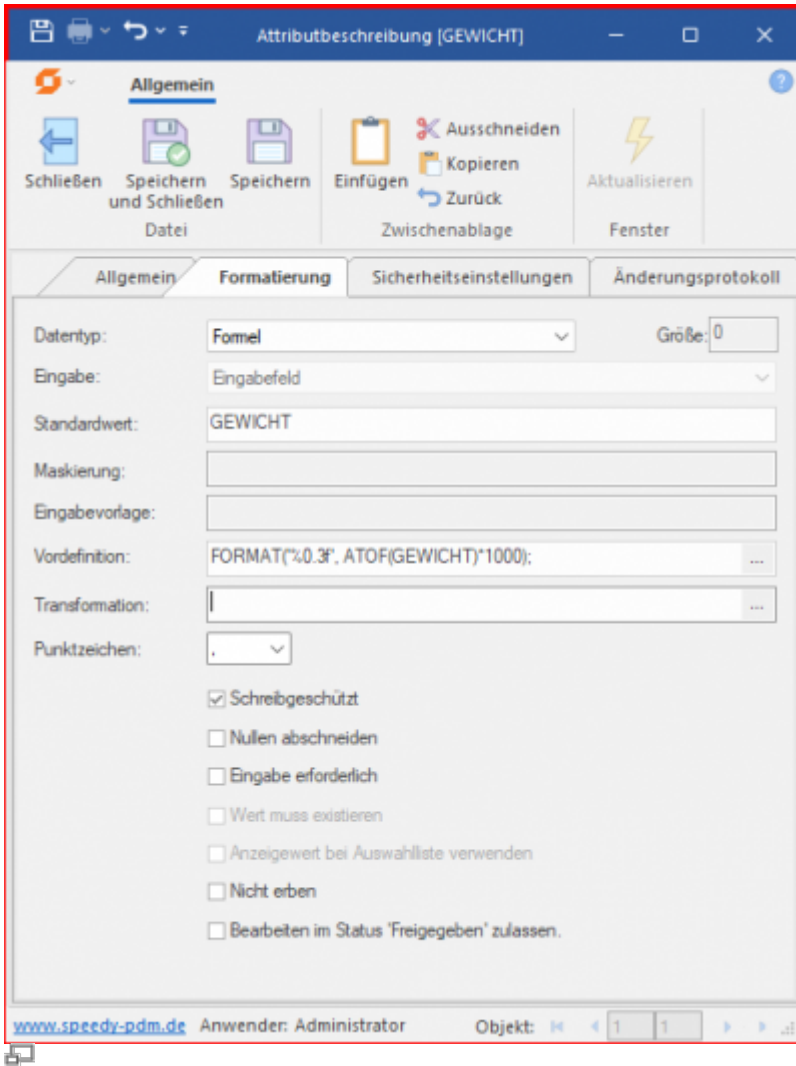 Attributbeschreibung [GEWICHT]
Allgemein
Schließen
Speichern und Schließen
Speichern
Einfügen
Ausschneiden
Kopieren
Zurück
Aktualisieren
Datei
Zwischenablage
Fenster
Allgemein
Formatierung
Sicherheitseinstellungen
Änderungsprotokoll
Datentyp: Formel Größe: 0
Eingabe: Eingabefeld
Standardwert: GEWICHT
Maskierung:
Eingabevorlage:
Vordefinition: FORMAT("%0.3f", ATOF(GEWICHT)*1000); ...
Transformation: ...
Punktzeichen: ,
Schreibgeschützt
Nullen abschneiden
Eingabe erforderlich
Wert muss existieren
Anzeigewert bei Auswahlliste verwenden
Nicht erben
Bearbeiten im Status 'Freigegeben' zulassen.
www.speedy-pdm.de Anwender: Administrator Objekt: 1 1